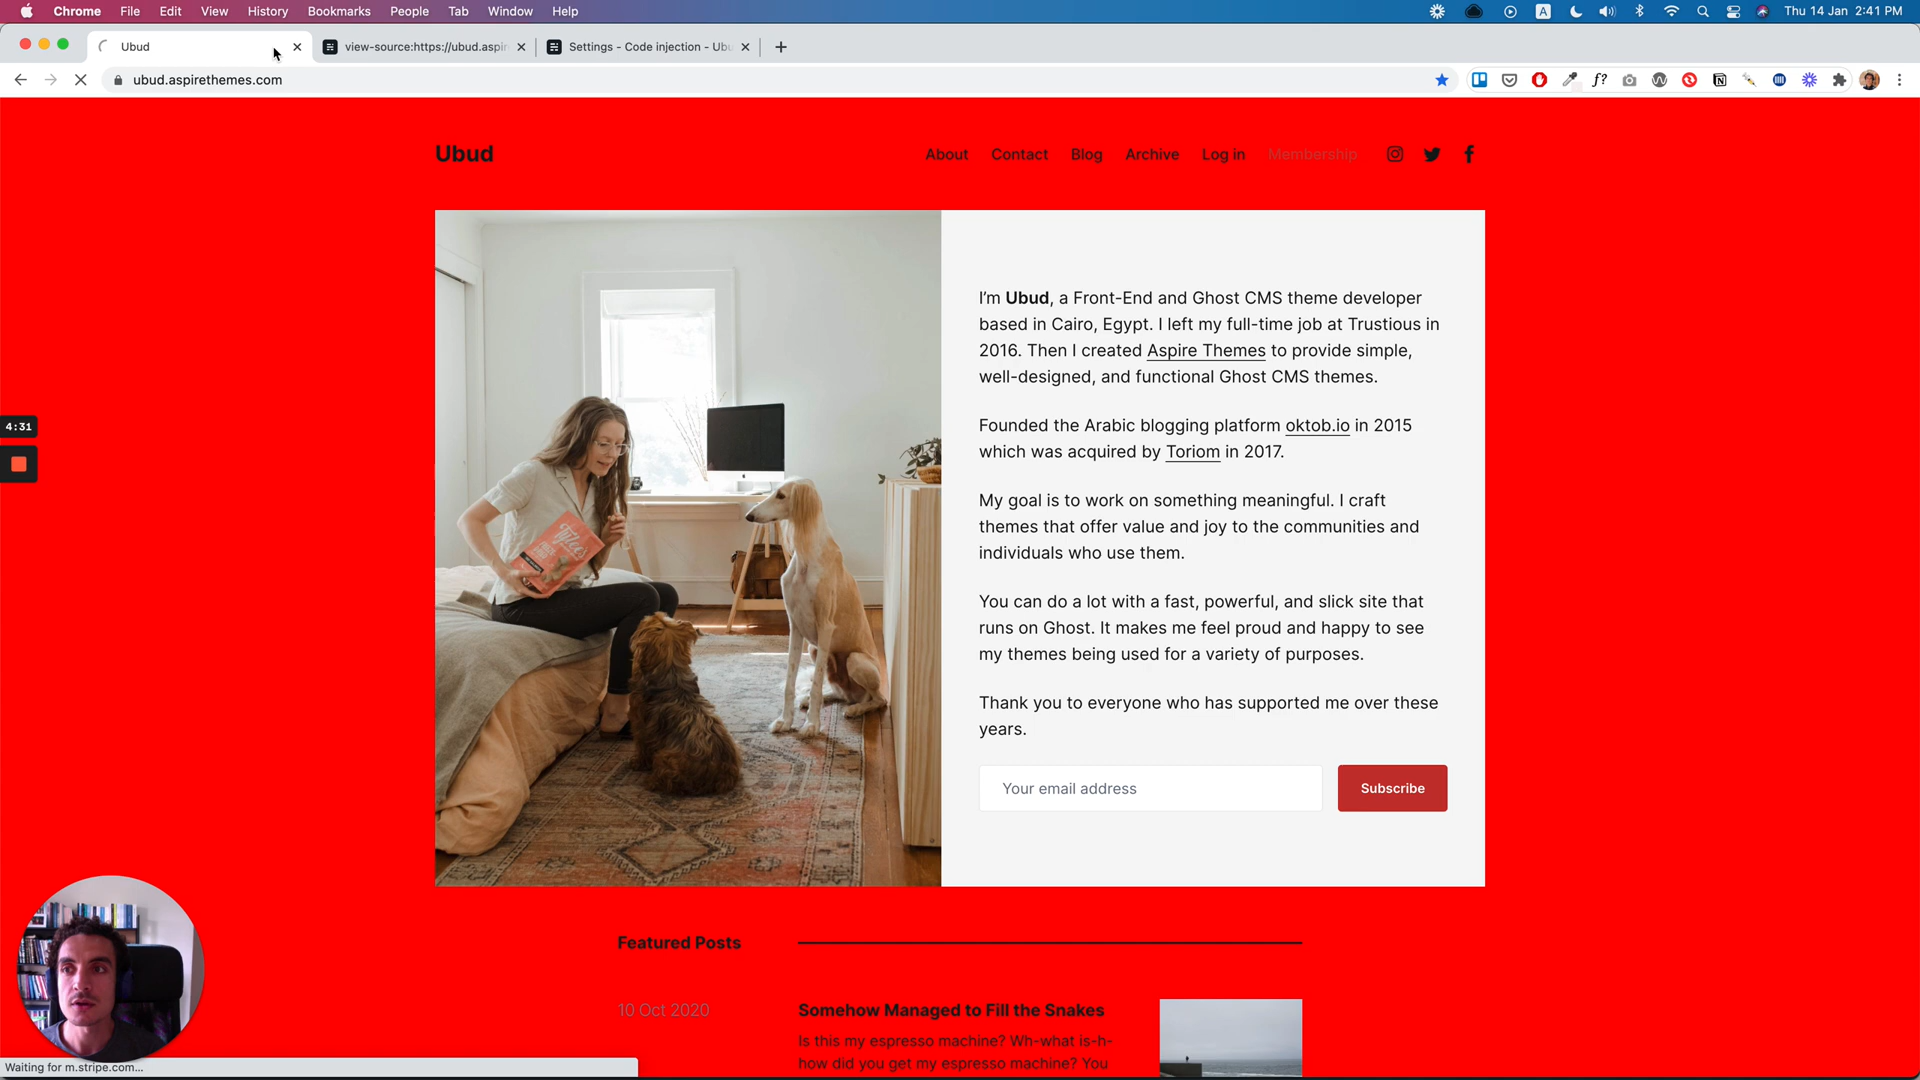 Chrome File Edit View History Bookmarks People Tab Window Help A Thu 14 Jan 2:41 PM
Ubud view-source:https://ubud.aspir Settings - Code injection - Ubu
ubud.aspirethemes.com f?
Ubud About Contact Blog Archive Log in Membership
I'm Ubud, a Front-End and Ghost CMS theme developer
based in Cairo, Egypt. I left my full-time job at Trustious in
2016. Then I created Aspire Themes to provide simple,
well-designed, and functional Ghost CMS themes.
Founded the Arabic blogging platform oktob.io in 2015
which was acquired by Toriom in 2017.
My goal is to work on something meaningful. I craft
themes that offer value and joy to the communities and
individuals who use them.
You can do a lot with a fast, powerful, and slick site that
runs on Ghost. It makes me feel proud and happy to see
my themes being used for a variety of purposes.
Thank you to everyone who has supported me over these
years.
Your email address Subscribe
4:31
Featured Posts
10 Oct 2020 Somehow Managed to Fill the Snakes
Is this my espresso machine? Wh-what is-h-
how did you get my espresso machine? You
Waiting for m.stripe.com...